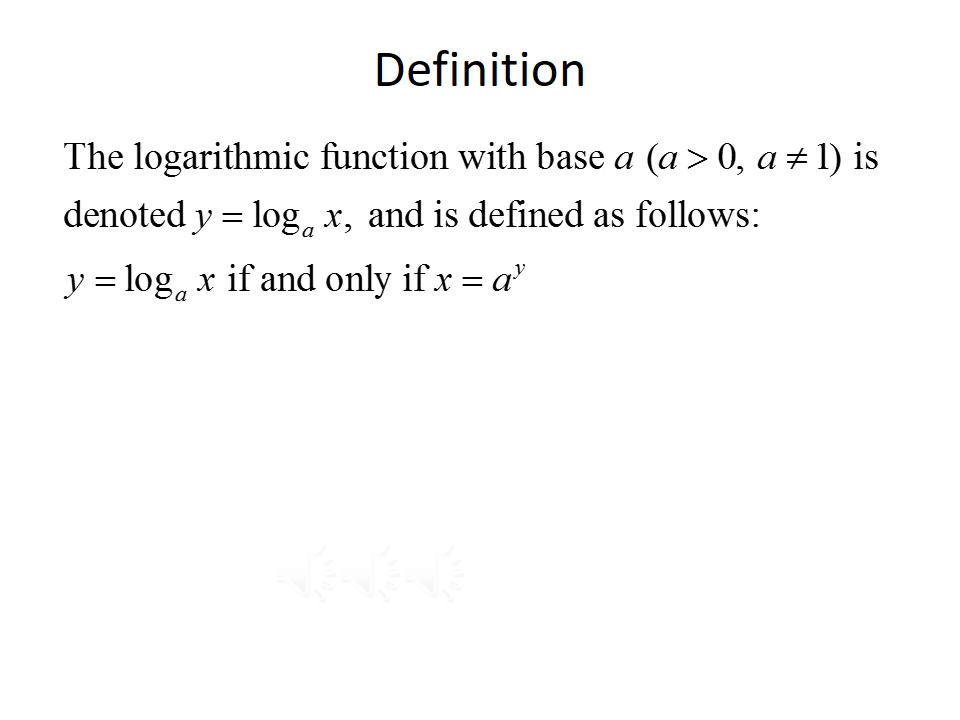 Definition
The logarithmic function with base a (a > 0, a ≠ 1) is
denoted y = logₐ x, and is defined as follows:
y = logₐ x if and only if x = aʸ